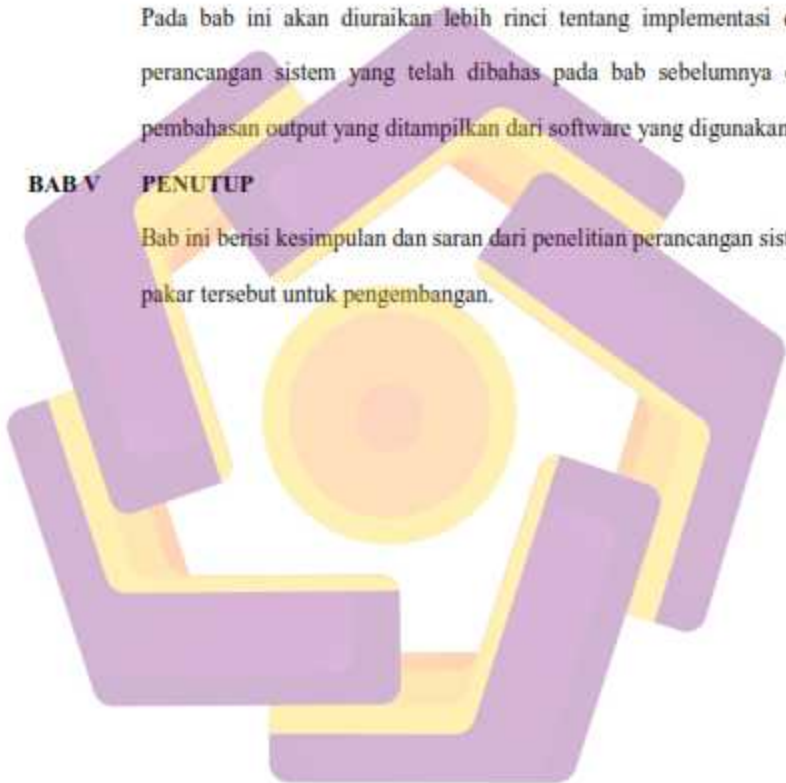 Pada bab ini akan diuraikan lebih rinci tentang implementasi
perancangan sistem yang telah dibahas pada bab sebelumnya
pembahasan output yang ditampilkan dari software yang digunakan
BAB V PENUTUP
Bab ini berisi kesimpulan dan saran dari penelitian perancangan
pakar tersebut untuk pengembangan.